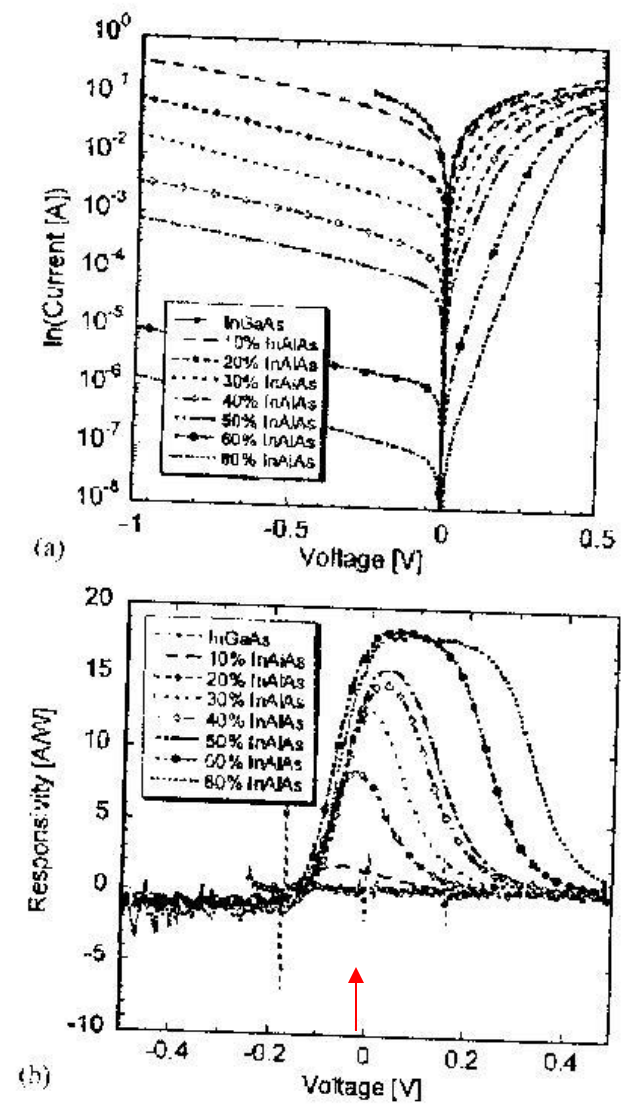 10^0
10^-1
10^-2
10^-3
10^-4
10^-5
10^-6
10^-7
10^-8
ln(Current [A])
InGaAs
10% InAlAs
20% InAlAs
30% InAlAs
40% InAlAs
50% InAlAs
60% InAlAs
80% InAlAs
-1 -0.5 0 0.5
(a) Voltage [V]
20
15
10
5
0
-5
-10
Responsivity [A/W]
InGaAs
10% InAlAs
20% InAlAs
30% InAlAs
40% InAlAs
50% InAlAs
60% InAlAs
80% InAlAs
-0.4 -0.2 0 0.2 0.4
(b) Voltage [V]